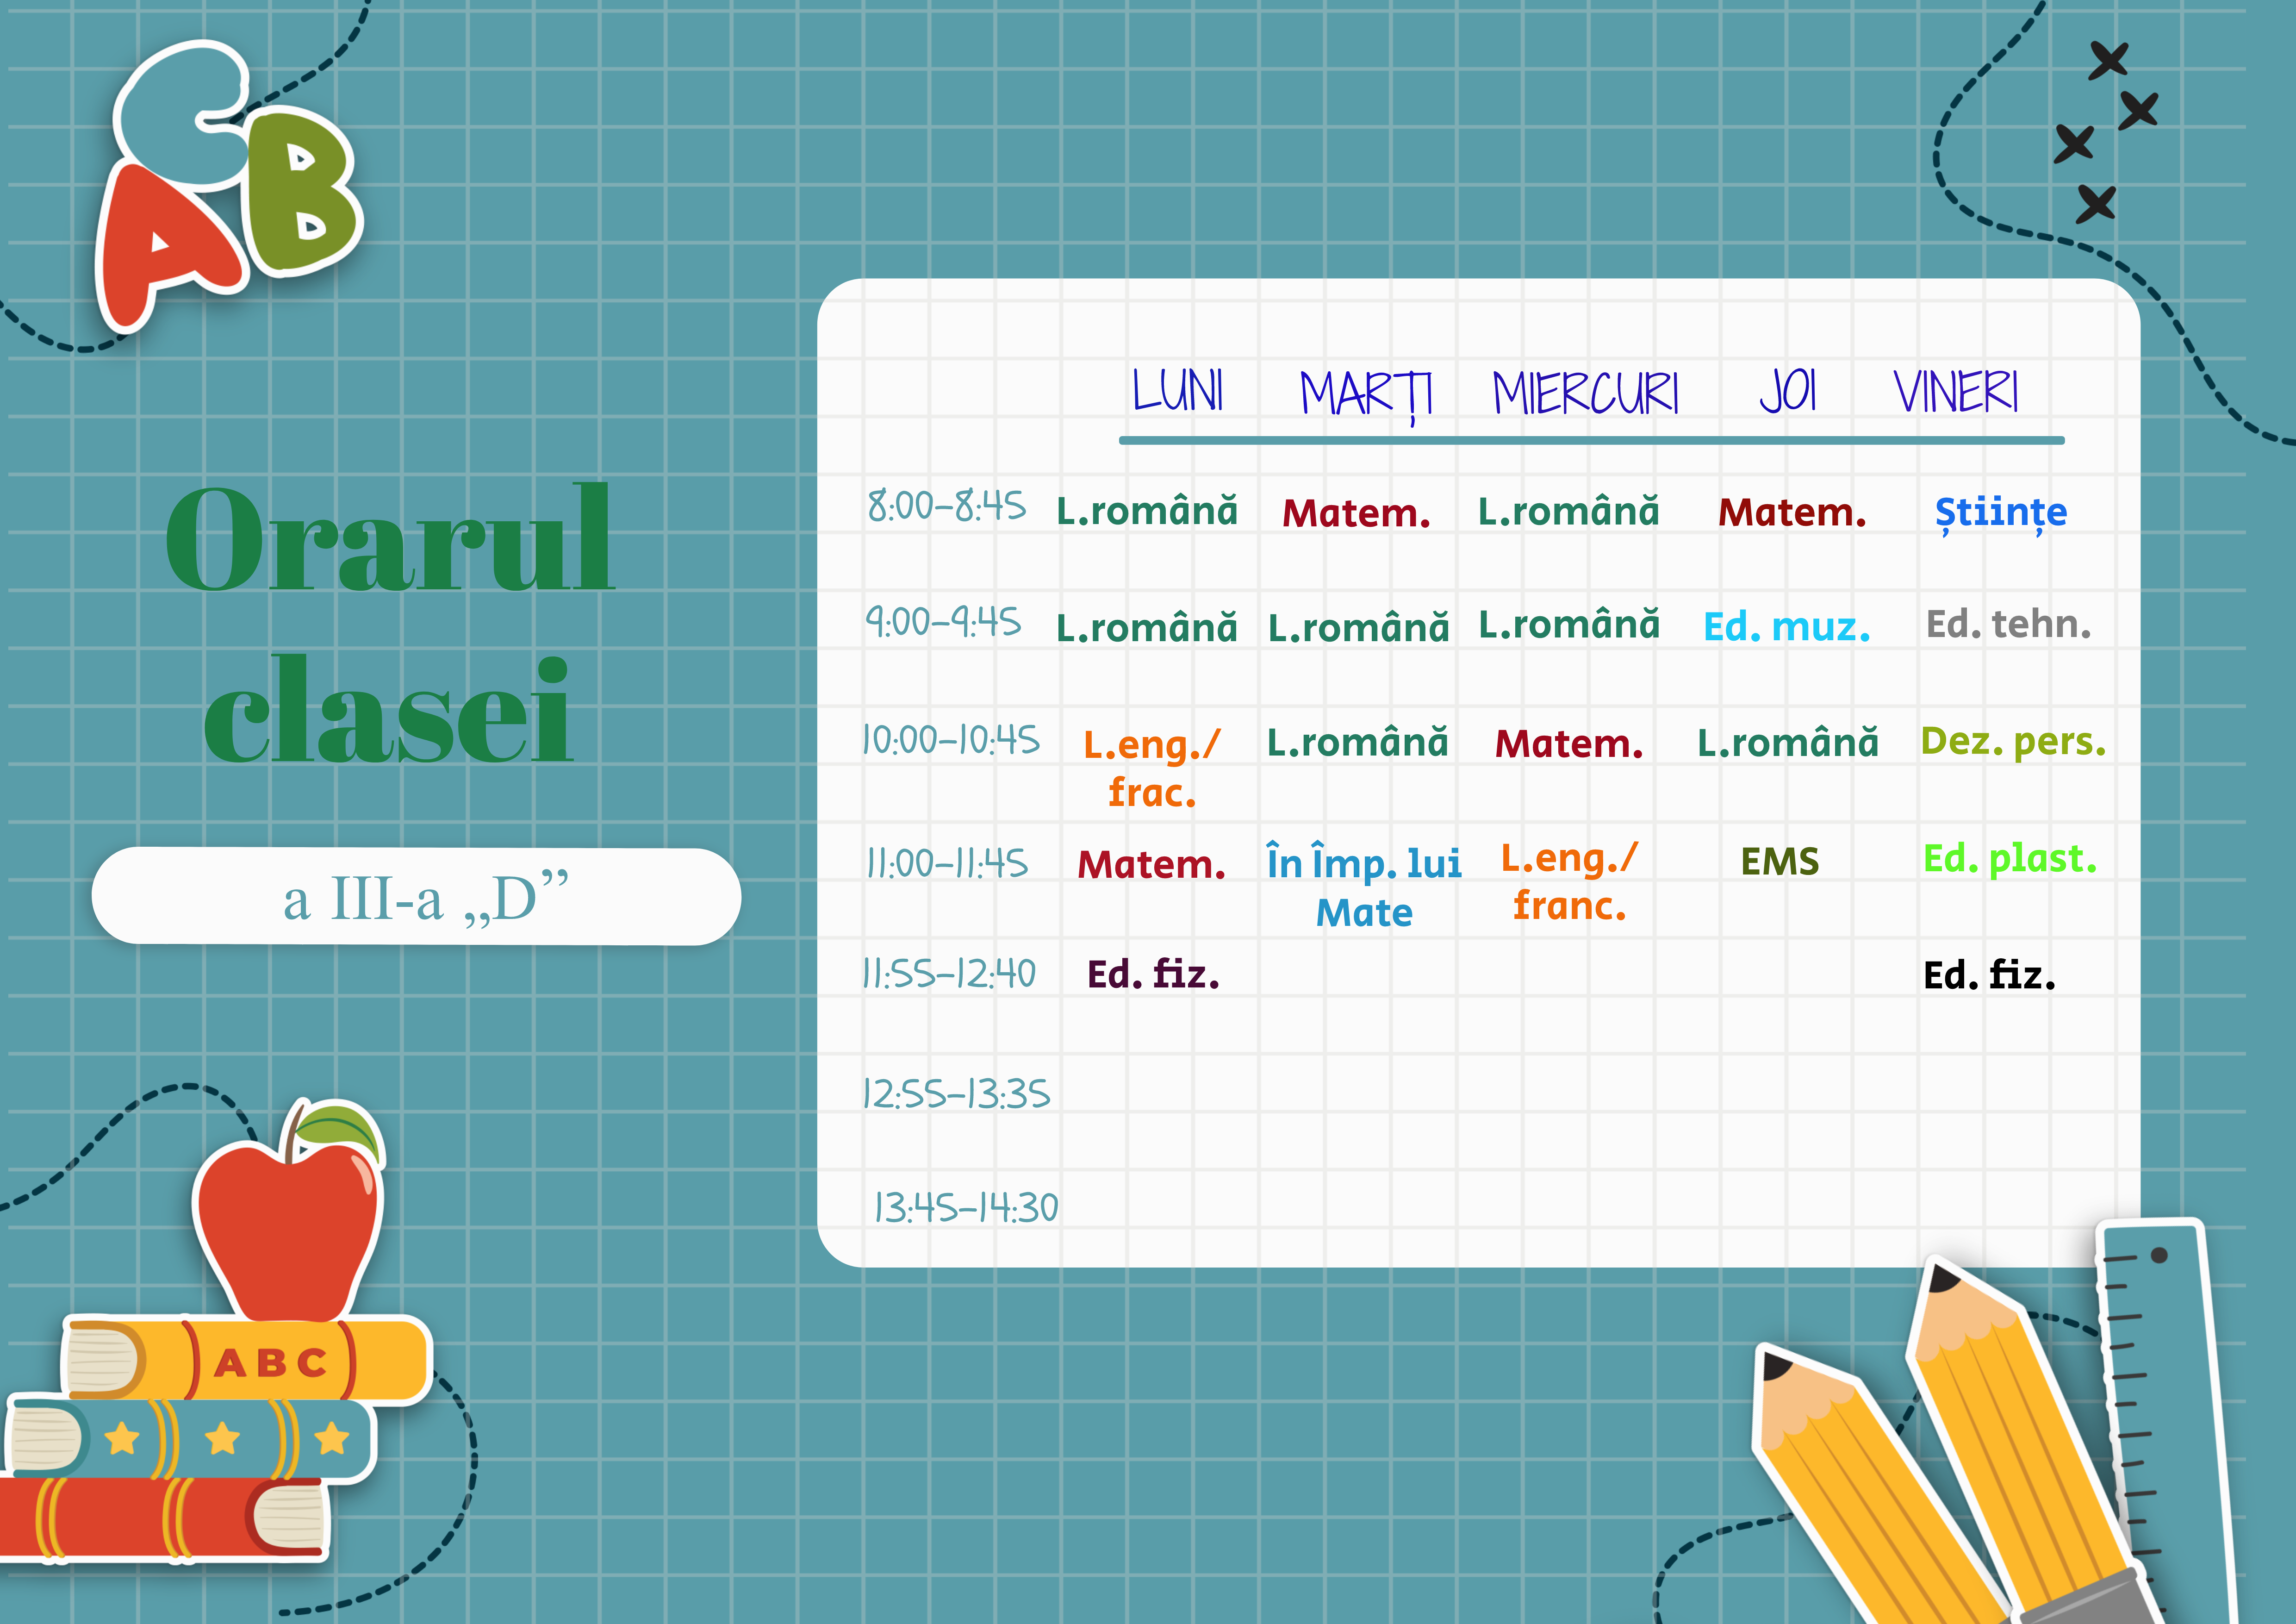 C
A B
Orarul
clasei
a III-a „D”
LUNI MARȚI MIERCURI JOI VINERI
8:00-8:45 L.română Matem. L.română Matem. Științe
9:00-9:45 L.română L.română L.română Ed. muz. Ed. tehn.
10:00-10:45 L.eng./ L.română Matem. L.română Dez. pers.
frac.
11:00-11:45 Matem. În Împ. lui L.eng./ EMS Ed. plast.
Mate franc.
11:55-12:40 Ed. fiz. Ed. fiz.
12:55-13:35
13:45-14:30
ABC